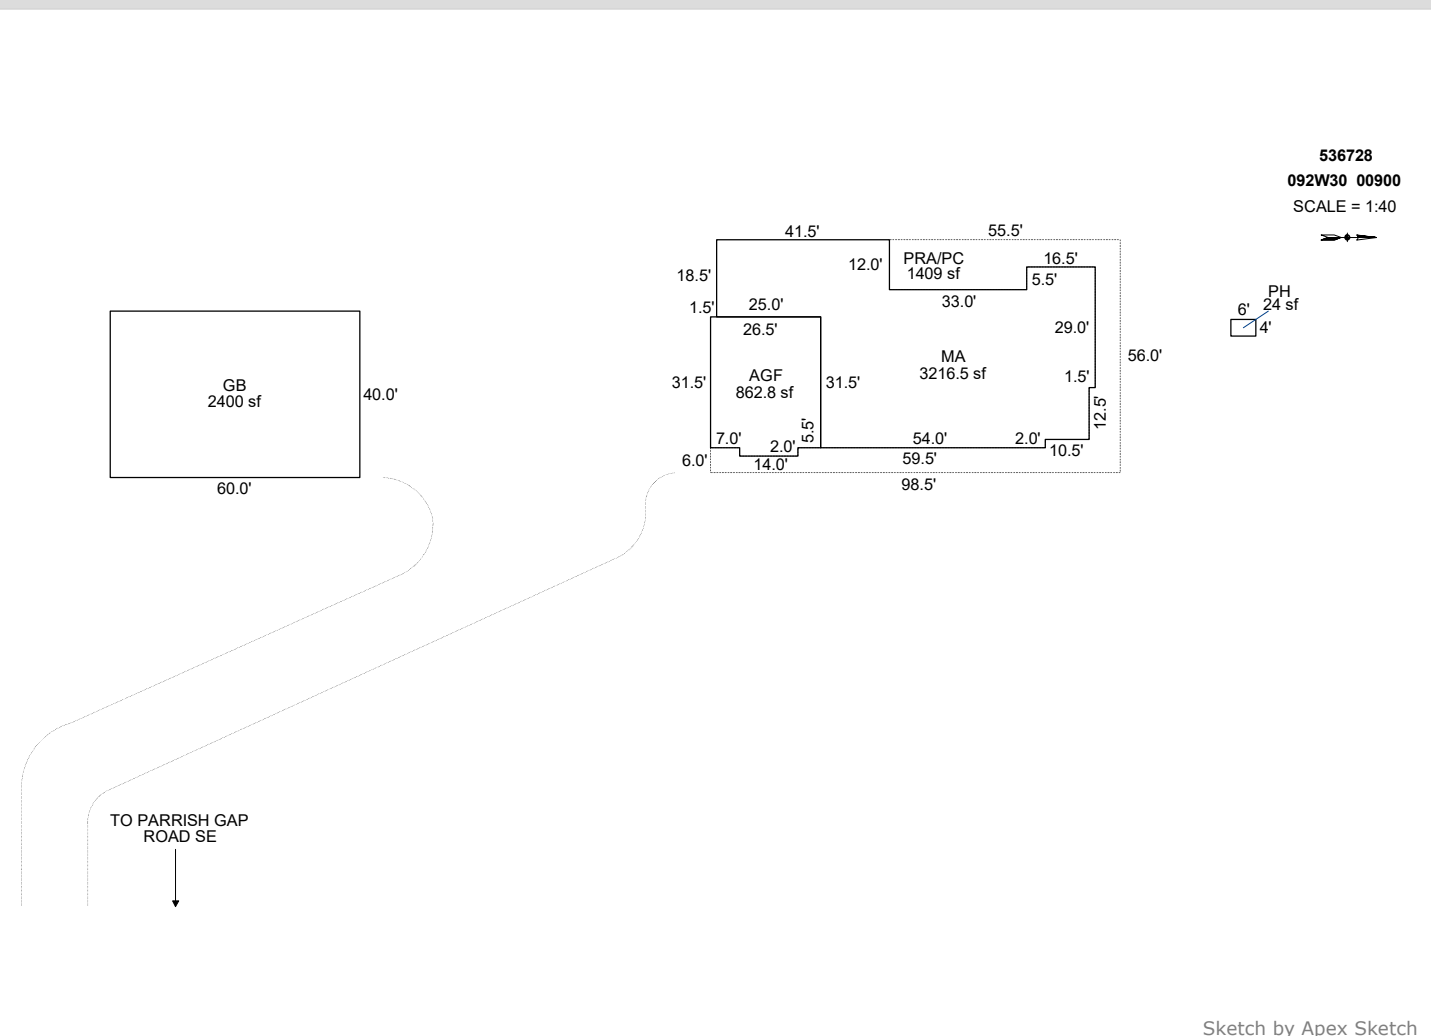 536728
092W30 00900
SCALE = 1:40
41.5'
55.5'
PRA/PC
1409 sf
12.0'
16.5'
18.5'
5.5'
1.5'
25.0'
33.0'
26.5'
29.0'
PH
24 sf
6'
4'
MA
3216.5 sf
56.0'
AGF
862.8 sf
31.5'
31.5'
1.5'
12.5'
GB
2400 sf
40.0'
60.0'
7.0'
2.0'
5.5'
14.0'
6.0'
54.0'
59.5'
2.0'
10.5'
98.5'
TO PARRISH GAP
ROAD SE
Sketch by Apex Sketch